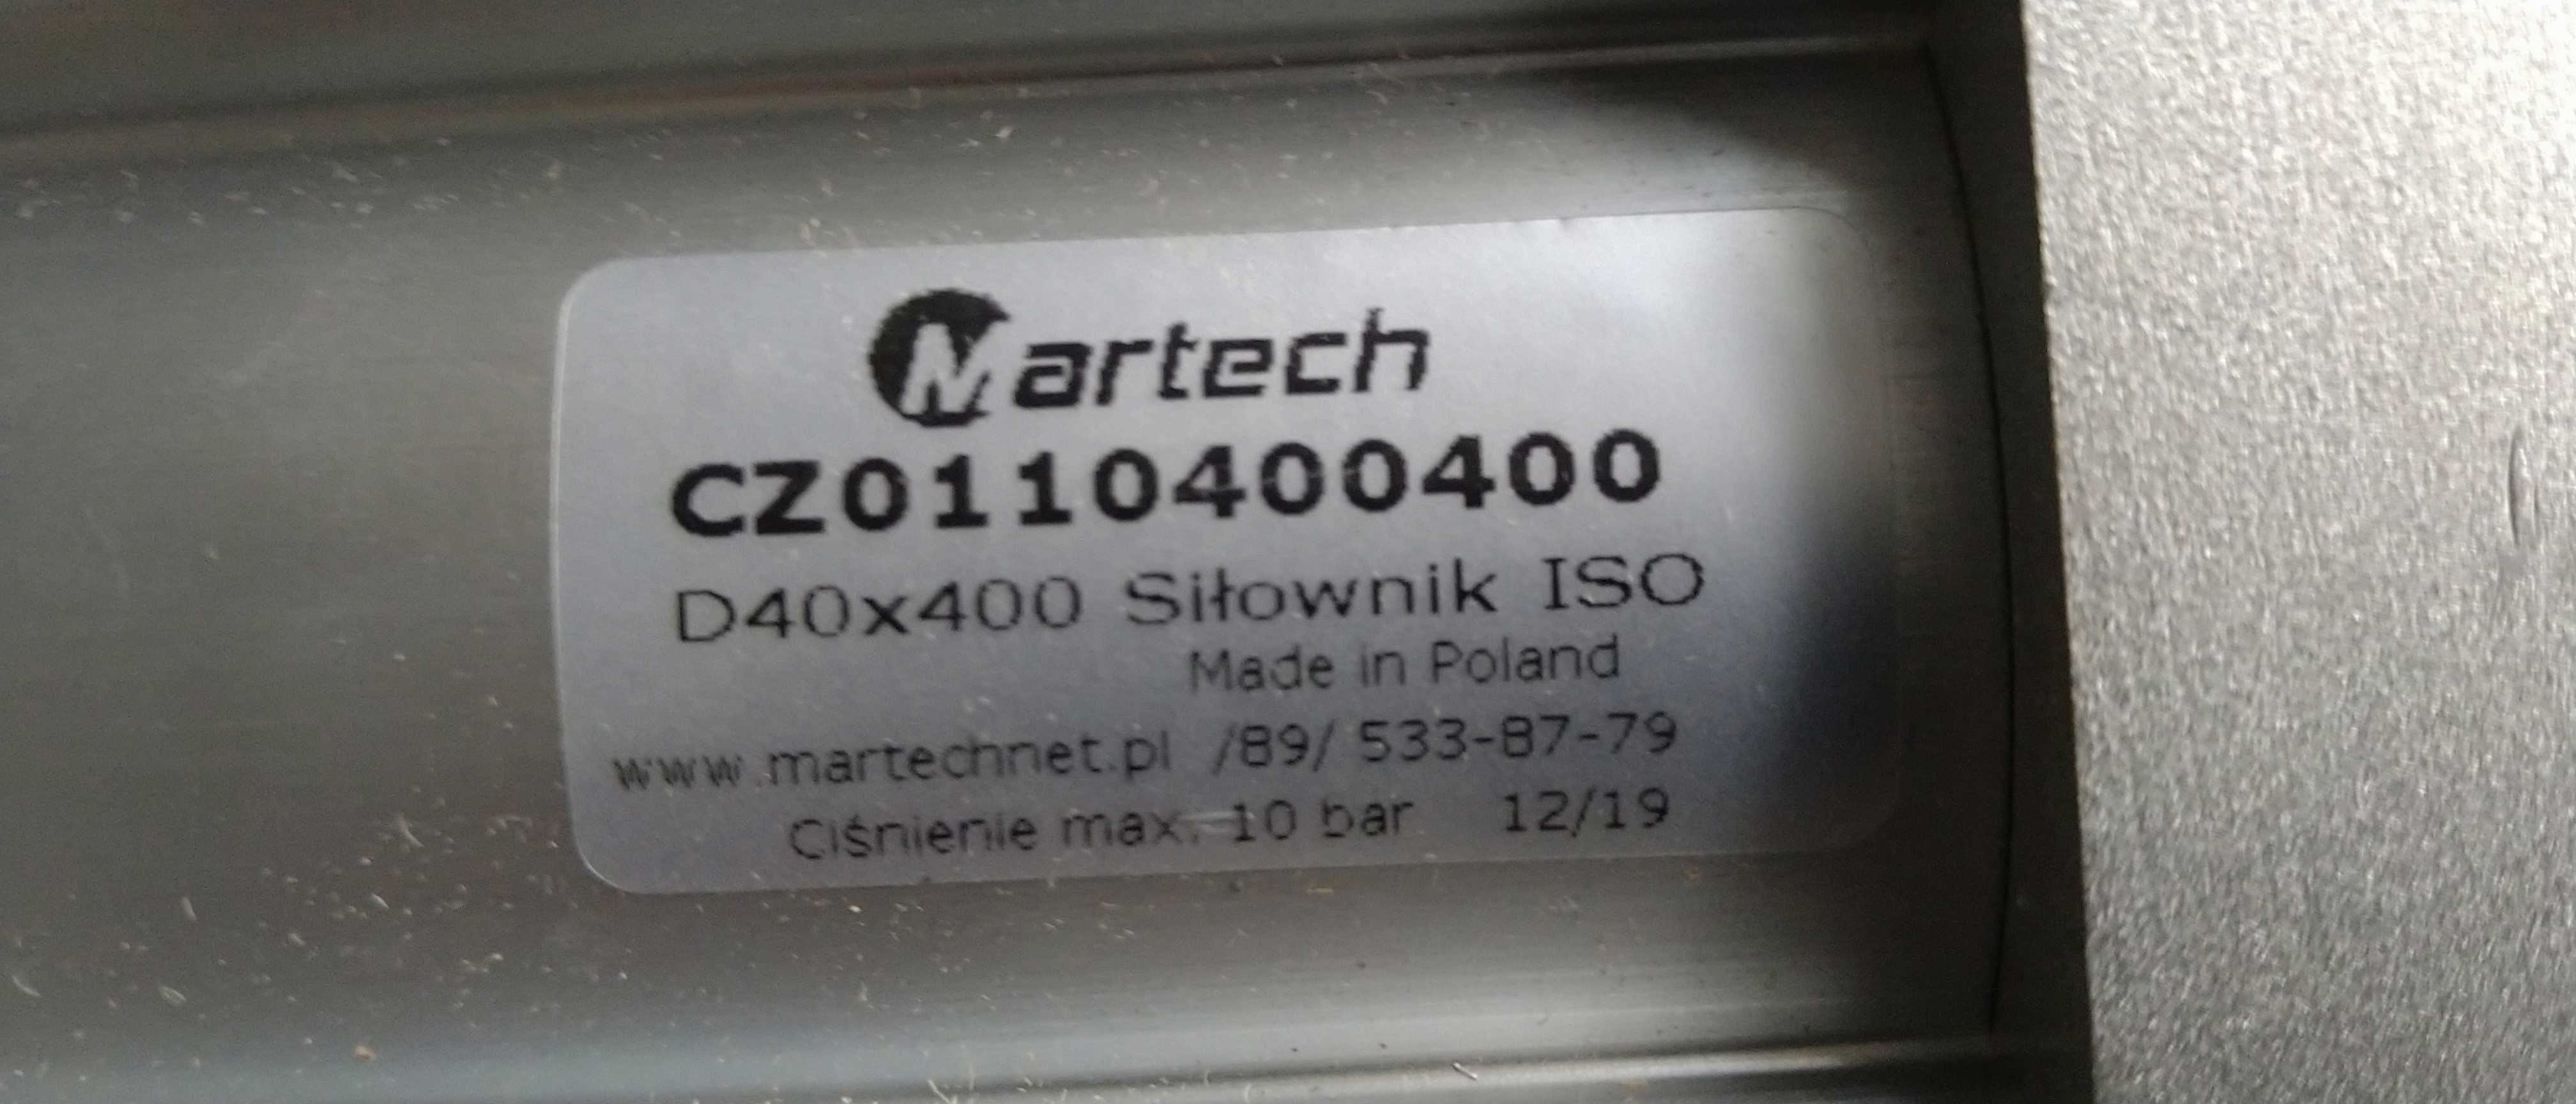 Martech
CZ0110400400
D40x400 Siłownik ISO
Made in Poland
www.martechnet.pl /89/ 533-87-79
Ciśnienie max. 10 bar 12/19